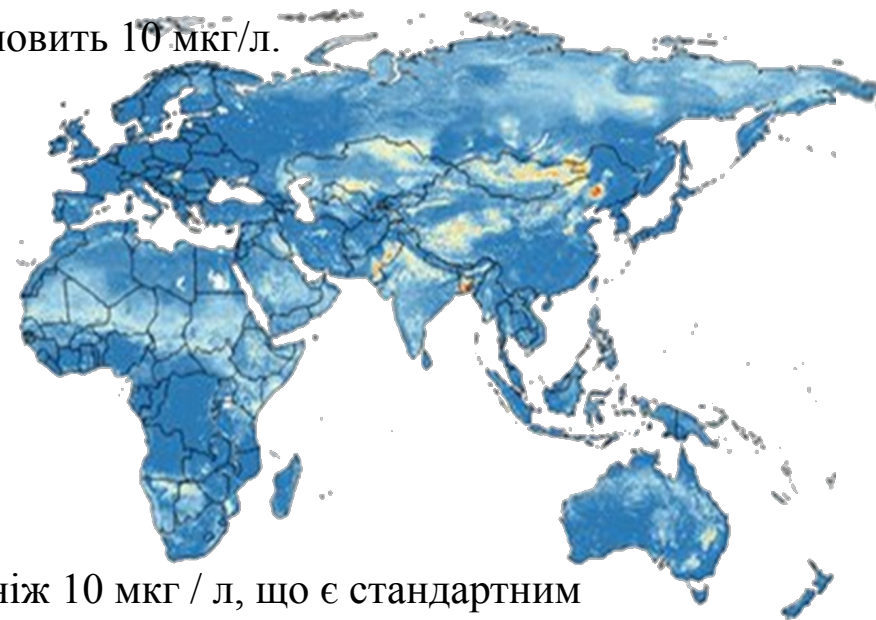 новить 10 мкг/л.
ніж 10 мкг / л, що є стандартним